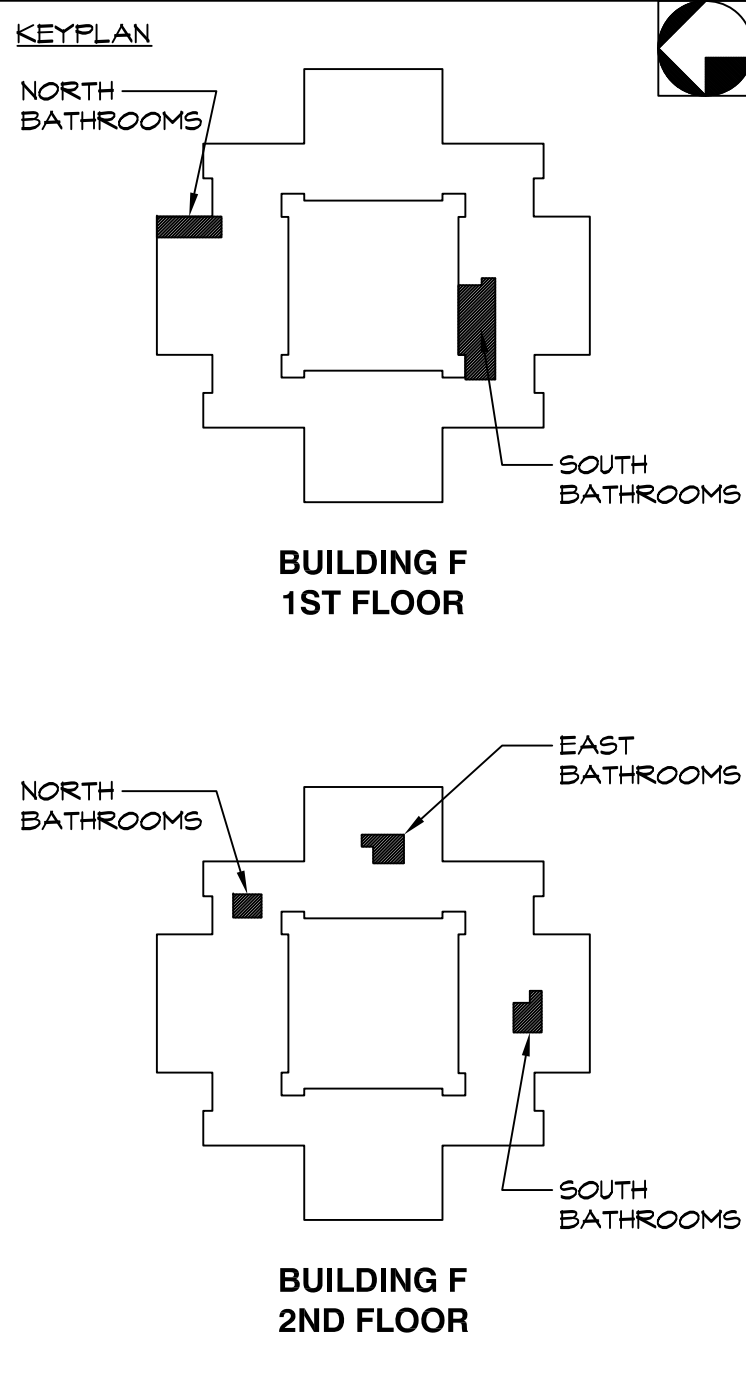 KEYPLAN
NORTH
BATHROOMS
SOUTH
BATHROOMS
BUILDING F
1ST FLOOR
EAST
BATHROOMS
NORTH
BATHROOMS
SOUTH
BATHROOMS
BUILDING F
2ND FLOOR